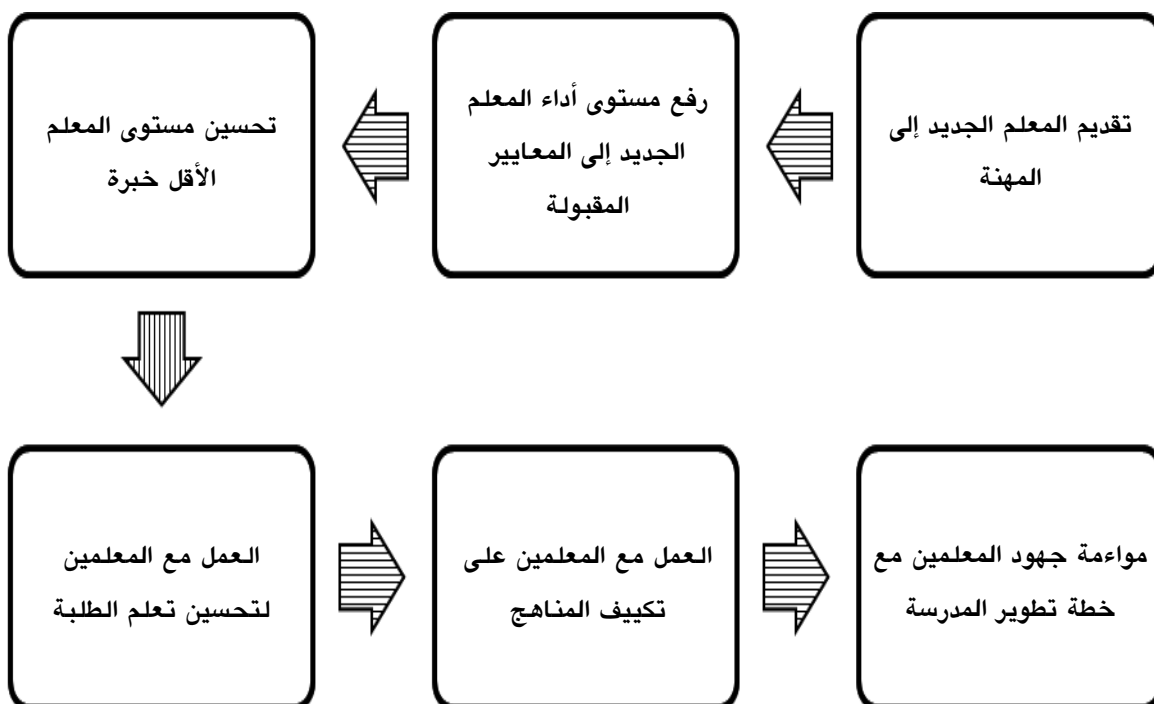 تقديم المعلم الجديد إلى
المهنة
رفع مستوى أداء المعلم
الجديد إلى المعايير
المقبولة
تحسين مستوى المعلم
الأقل خبرة
العمل مع المعلمين
لتحسين تعلم الطلبة
العمل مع المعلمين على
تكييف المناهج
مواءمة جهود المعلمين مع
خطة تطوير المدرسة